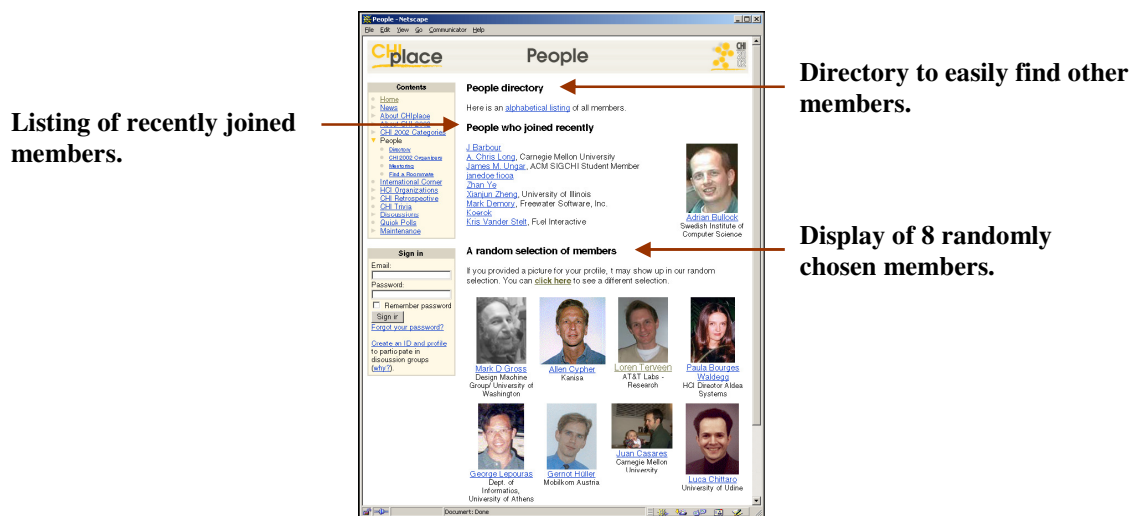 People - Netscape
File Edit View Go Communicator Help
CHIplace
People
CHI
Contents
Home
News
About CHIplace
About CHI 2002
CHI 2002 Categories
People
Directory
CHI2002 Organizers
Mentoring
Find a Roommate
International Corner
HCI Organizations
CHI Retrospective
CHI Trivia
Discussions
Quick Polls
Maintenance
Sign in
Email:
Password:
Remember password
Sign in
Forgot your password?
Create an ID and profile
to participate in
discussion groups
(why?).
People directory
Here is an alphabetical listing of all members.
People who joined recently
J Barbour
A. Chris Long, Carnegie Mellon University
James M. Ungar, ACM SIGCHI Student Member
janedoe fiooa
Zhan Ye
Xianjun Zheng, University of Illinois
Mark Demory, Freewater Software, Inc.
Koerok
Kris Vander Stelt, Fuel Interactive
Adrian Bullock
Swedish Institute of
Computer Science
A random selection of members
If you provided a picture for your profile, t may show up in our random
selection. You can click here to see a different selection.
Mark D Gross
Design Machine
Group/ University of
Washington
Allen Cypher
Kanisa
Loren Terveen
AT&T Labs -
Research
Paula Bourges
Waldegg
HCI Director Aldea
Systems
George Lepouras
Dept. of
Informatics,
University of Athens
Gernot Hüller
Mobilkom Austria
Juan Casares
Carnegie Mellon
University
Luca Chittaro
University of Udine
Document: Done
Listing of recently joined
members.
Directory to easily find other
members.
Display of 8 randomly
chosen members.